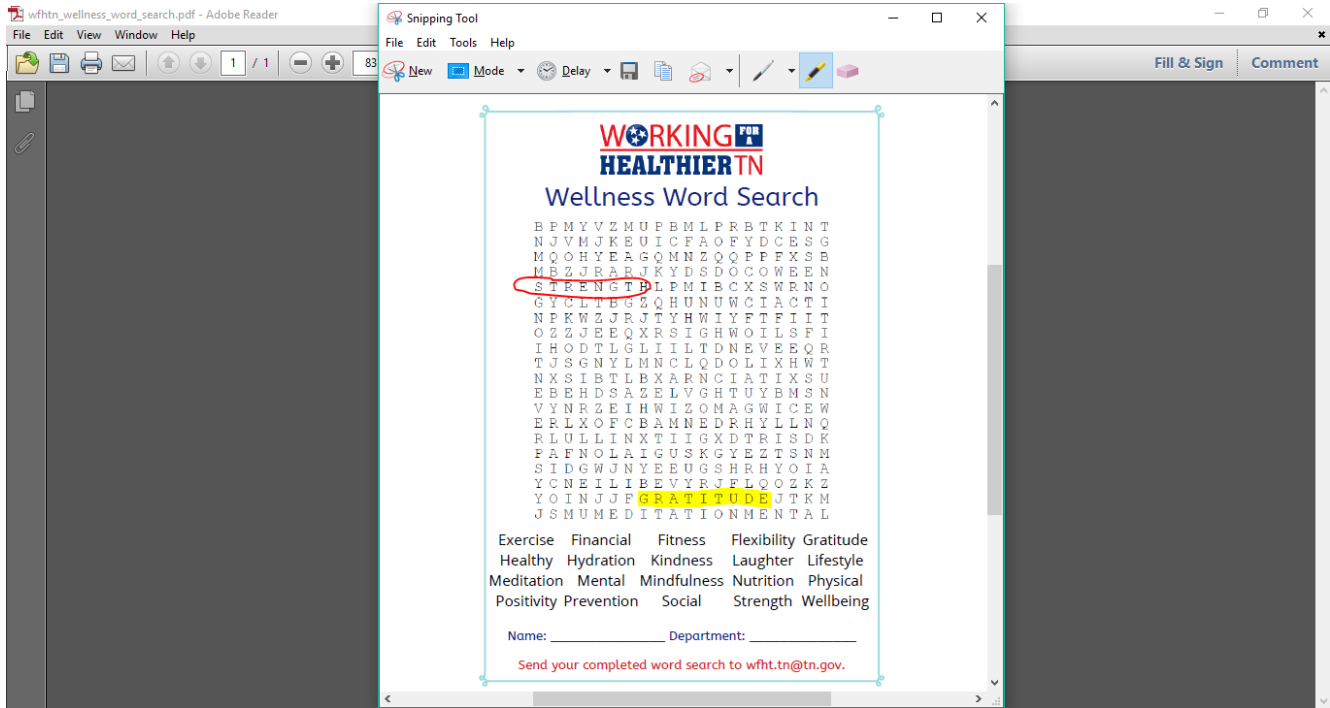 wfhtn_wellness_word_search.pdf - Adobe Reader
File Edit View Window Help
1 / 1 83
Fill & Sign Comment
Snipping Tool
File Edit Tools Help
New Mode Delay
WORKING FOR A
HEALTHIER TN
Wellness Word Search
B P M Y V Z M U P B M L P R B T K I N T
N J V M J K E U I C F A O F Y D C E S G
M Q O H Y E A G Q M N Z Q Q P P F X S B
M B Z J R A R J K Y D S D O C O W E E N
S T R E N G T H L P M I B C X S W R N O
G Y C L T B G Z Q H U N U W C I A C T I
N P K W Z J R J T Y H W I Y F T F I I T
O Z Z J E E Q X R S I G H W O I L S F I
I H O D T L G L I I L T D N E V E E Q R
T J S G N Y L M N C L Q D O L I X H W T
N X S I B T L B X A R N C I A T I X S U
E B E H D S A Z E L V G H T U Y B M S N
V Y N R Z E I H W I Z O M A G W I C E W
E R L X O F C B A M N E D R H Y L L N Q
R L U L L I N X T I I G X D T R I S D K
P A F N O L A I G U S K G Y E Z T S N M
S I D G W J N Y E E U G S H R H Y O I A
Y C N E I L I B E V Y R J F L Q O Z K Z
Y O I N J J F G R A T I T U D E J T K M
J S M U M E D I T A T I O N M E N T A L
Exercise Financial Fitness Flexibility Gratitude
Healthy Hydration Kindness Laughter Lifestyle
Meditation Mental Mindfulness Nutrition Physical
Positivity Prevention Social Strength Wellbeing
Name: _______________ Department: ______________
Send your completed word search to wfht.tn@tn.gov.